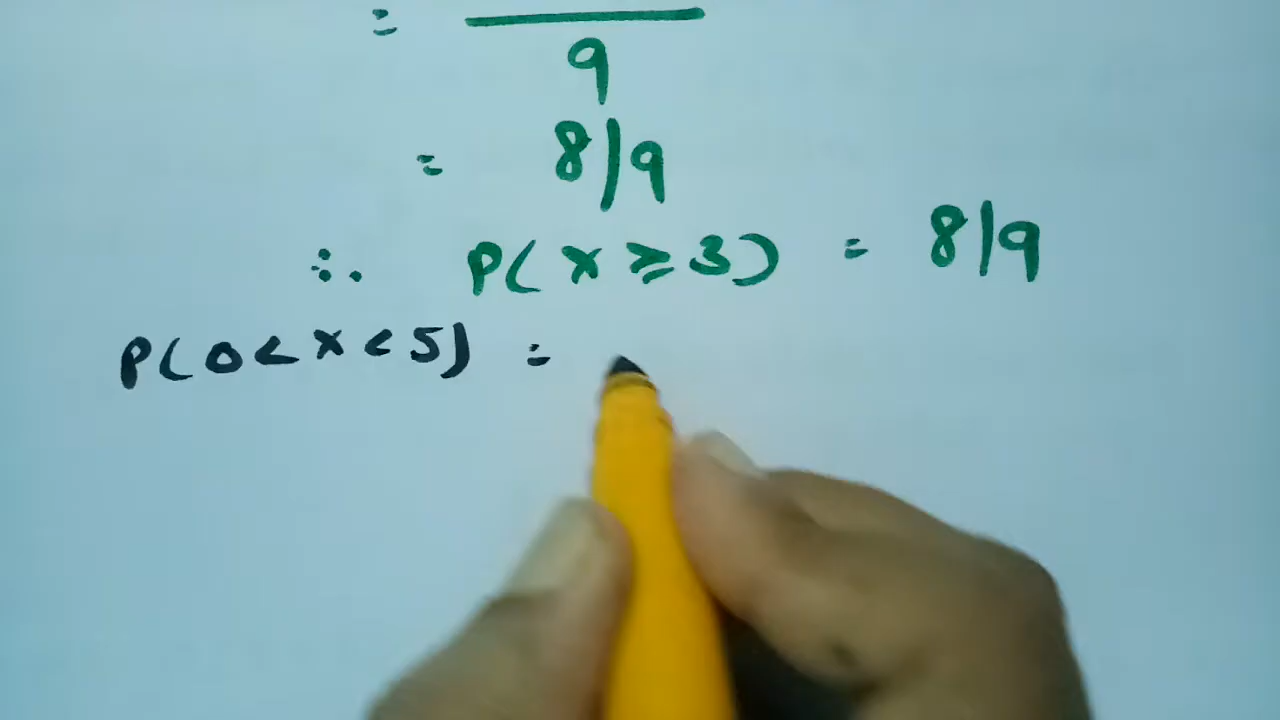 = ――― 9
= 8/9
∴ P(x ≥ 3) = 8/9
P(0 < x < 5) =